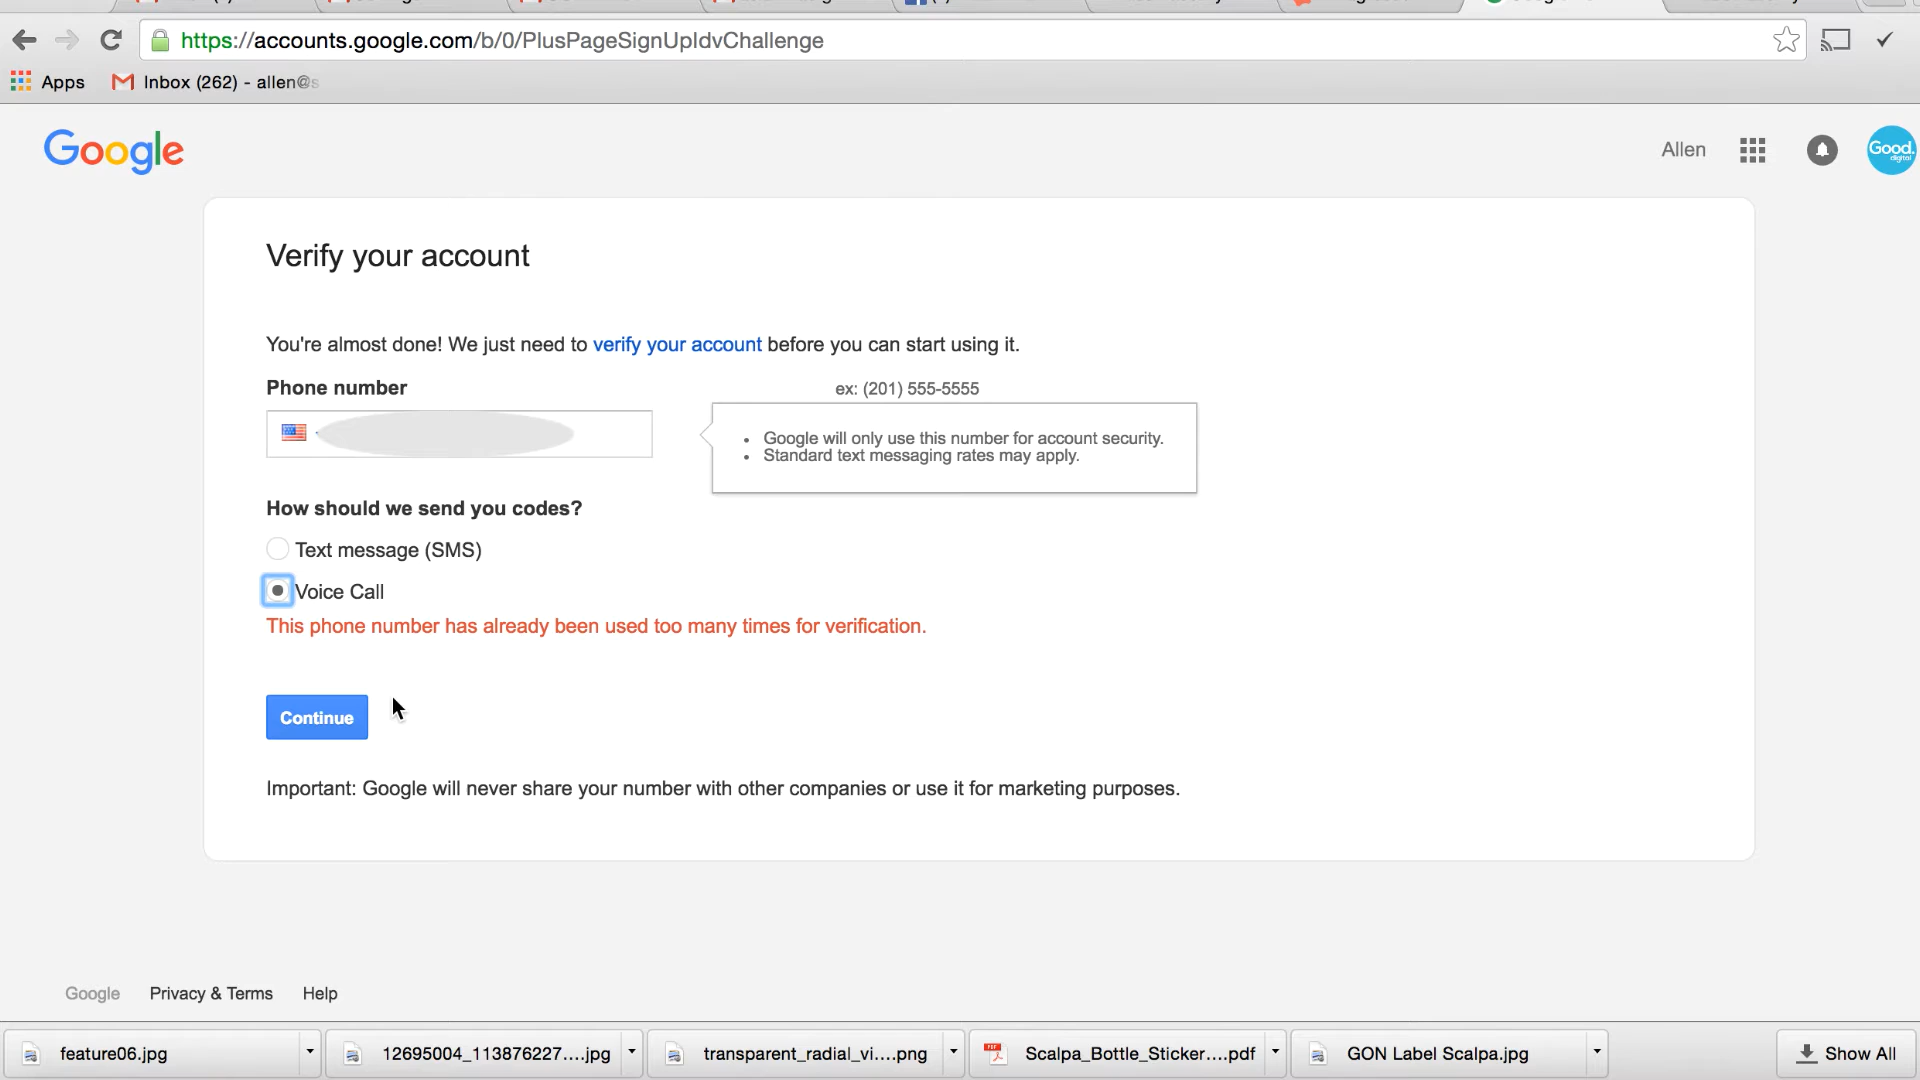 https://accounts.google.com/b/0/PlusPageSignUpIdvChallenge
Apps
Inbox (262) - allen@s
Google
Allen
Good.
digital
Verify your account
You're almost done! We just need to verify your account before you can start using it.
Phone number
ex: (201) 555-5555
Google will only use this number for account security.
Standard text messaging rates may apply.
How should we send you codes?
Text message (SMS)
Voice Call
This phone number has already been used too many times for verification.
Continue
Important: Google will never share your number with other companies or use it for marketing purposes.
Google Privacy & Terms Help
feature06.jpg
12695004_113876227....jpg
transparent_radial_vi....png
Scalpa_Bottle_Sticker....pdf
GON Label Scalpa.jpg
Show All